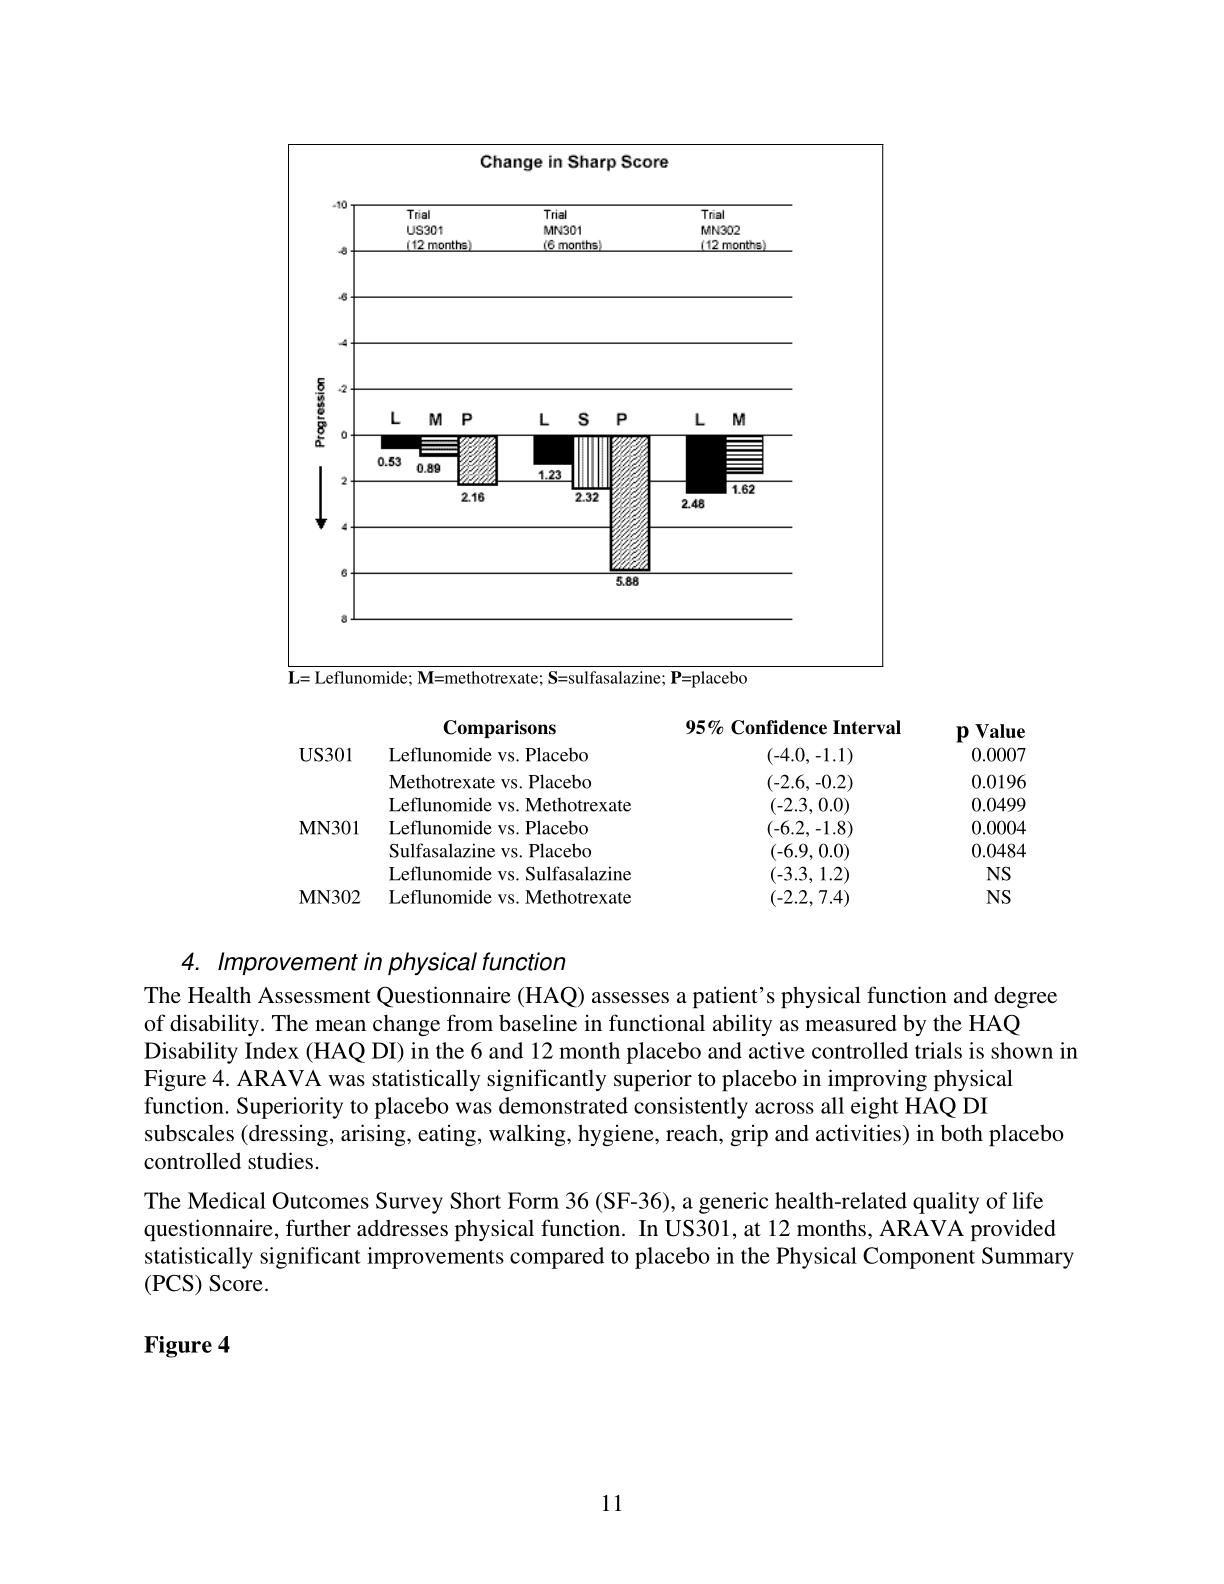 Change in Sharp Score
-10
Trial Trial Trial
US301 MN301 MN302
(12 months) (6 months) (12 months)
-8
-6
-4
-2
Progression
L M P L S P L M
0
0.53 0.89 1.23 1.62
2
2.16 2.32 2.48
4
6
5.88
8
L= Leflunomide; M=methotrexate; S=sulfasalazine; P=placebo
Comparisons 95% Confidence Interval p Value
US301 Leflunomide vs. Placebo (-4.0, -1.1) 0.0007
Methotrexate vs. Placebo (-2.6, -0.2) 0.0196
Leflunomide vs. Methotrexate (-2.3, 0.0) 0.0499
MN301 Leflunomide vs. Placebo (-6.2, -1.8) 0.0004
Sulfasalazine vs. Placebo (-6.9, 0.0) 0.0484
Leflunomide vs. Sulfasalazine (-3.3, 1.2) NS
MN302 Leflunomide vs. Methotrexate (-2.2, 7.4) NS
4. Improvement in physical function
The Health Assessment Questionnaire (HAQ) assesses a patient’s physical function and degree
of disability. The mean change from baseline in functional ability as measured by the HAQ
Disability Index (HAQ DI) in the 6 and 12 month placebo and active controlled trials is shown in
Figure 4. ARAVA was statistically significantly superior to placebo in improving physical
function. Superiority to placebo was demonstrated consistently across all eight HAQ DI
subscales (dressing, arising, eating, walking, hygiene, reach, grip and activities) in both placebo
controlled studies.
The Medical Outcomes Survey Short Form 36 (SF-36), a generic health-related quality of life
questionnaire, further addresses physical function. In US301, at 12 months, ARAVA provided
statistically significant improvements compared to placebo in the Physical Component Summary
(PCS) Score.
Figure 4
11